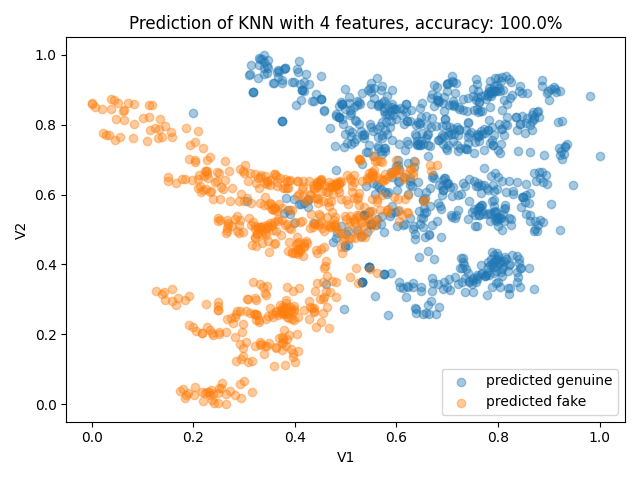 Prediction of KNN with 4 features, accuracy: 100.0%
1.0
0.8
0.6
0.4
0.2
0.0
V2
0.0 0.2 0.4 0.6 0.8 1.0
V1
predicted genuine
predicted fake